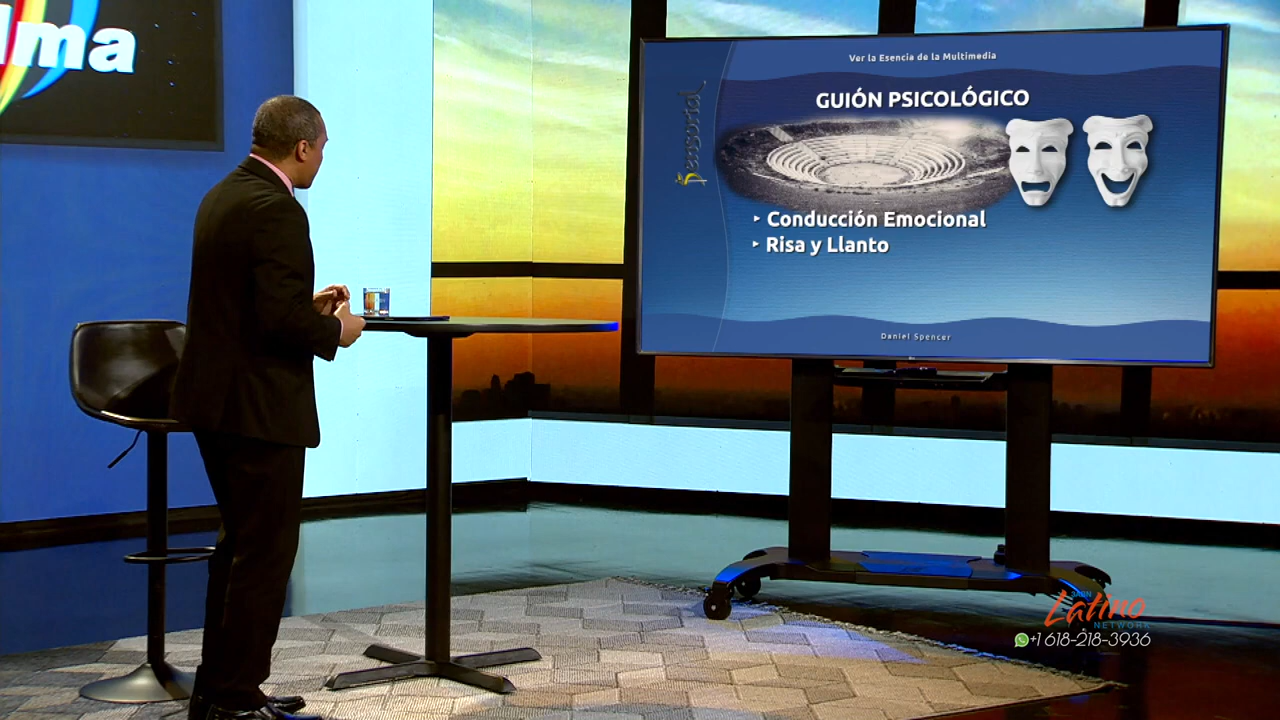 ma
Ver la Esencia de la Multimedia
GUIÓN PSICOLÓGICO
▸ Conducción Emocional
▸ Risa y Llanto
Daniel Spencer
3ABN
Latino
NETWORK
+1 618-218-3936